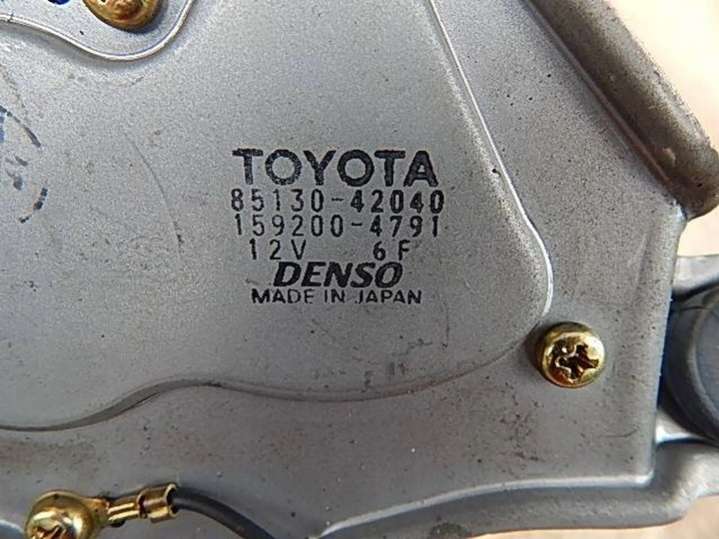 TOYOTA
85130-42040
159200-4791
12V 6F
DENSO
MADE IN JAPAN